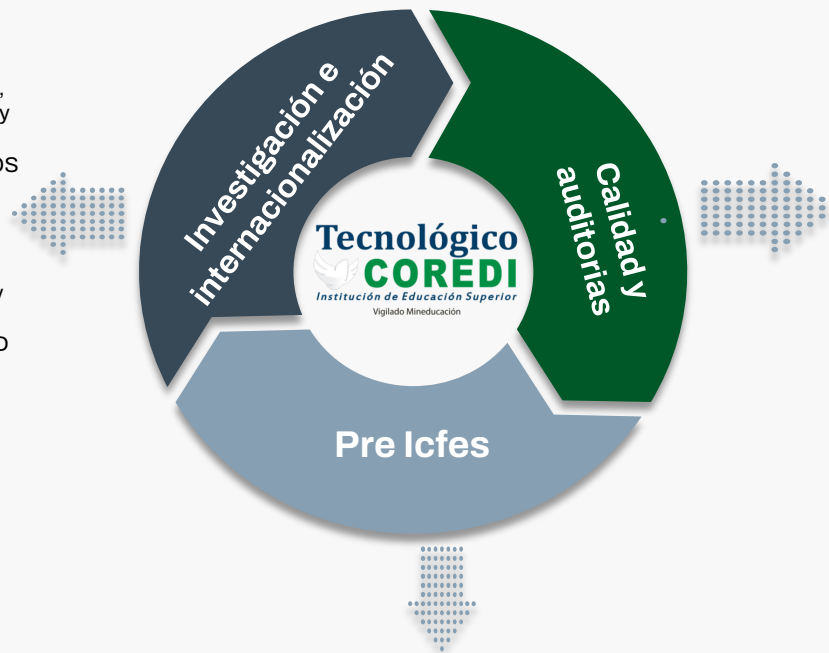 Investigación e
internacionalización
Calidad y
auditorias
Tecnológico
COREDI
Institución de Educación Superior
Vigilado Mineducación
Pre Icfes
y
y